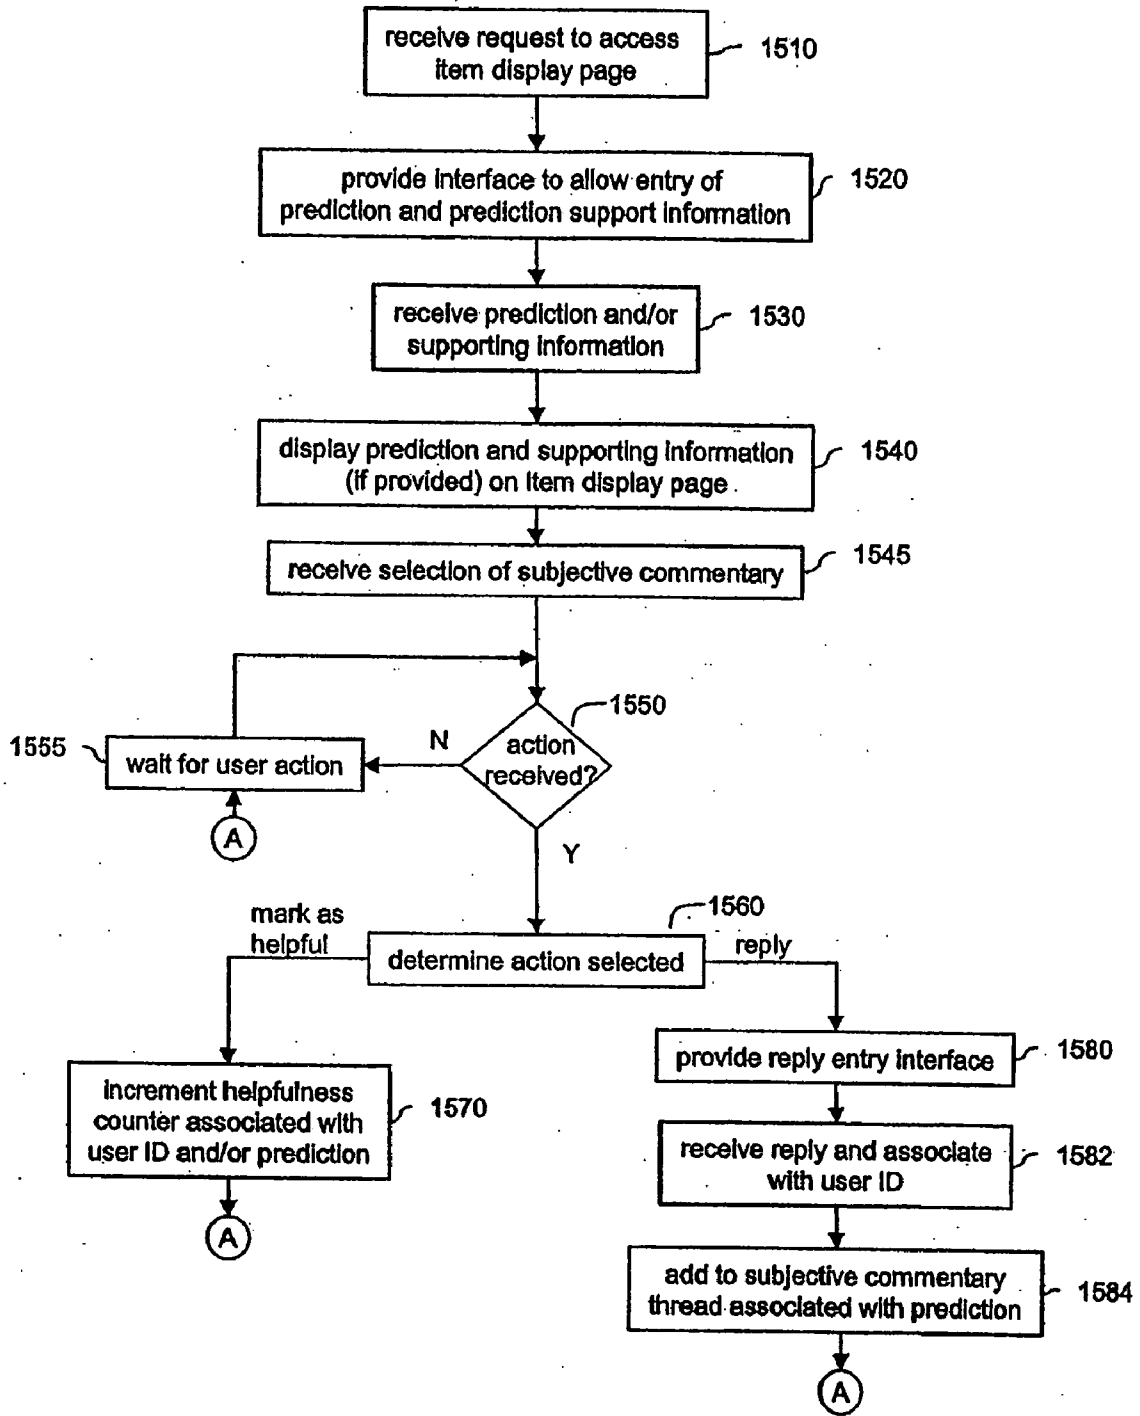 receive request to access
item display page
1510
provide interface to allow entry of
prediction and prediction support information
1520
receive prediction and/or
supporting information
1530
display prediction and supporting information
(if provided) on item display page
1540
receive selection of subjective commentary
1545
1550
action
received?
N
1555
wait for user action
A
Y
1560
mark as
helpful
determine action selected
reply
provide reply entry interface
1580
increment helpfulness
counter associated with
user ID and/or prediction
1570
A
receive reply and associate
with user ID
1582
add to subjective commentary
thread associated with prediction
1584
A